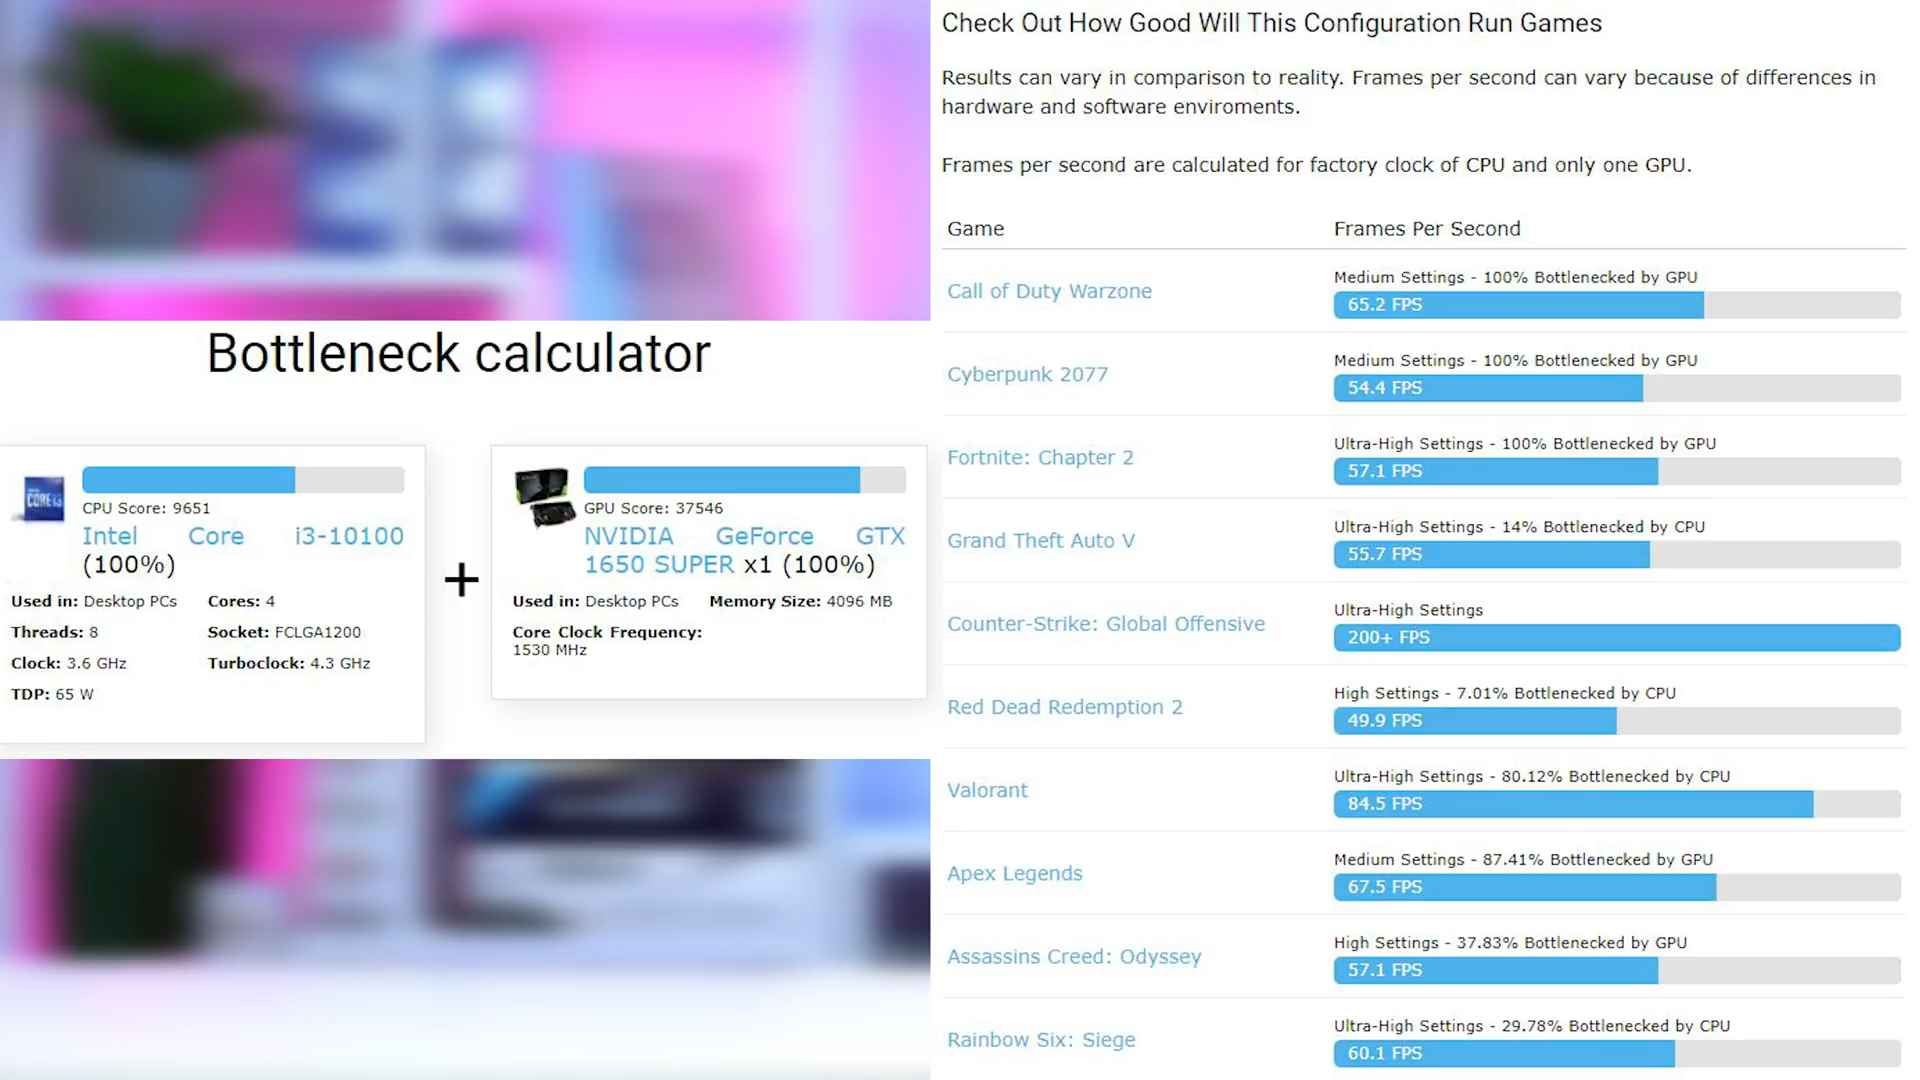 Bottleneck calculator
CORE i3
CPU Score: 9651
Intel Core i3-10100
(100%)
Used in: Desktop PCs Cores: 4
Threads: 8 Socket: FCLGA1200
Clock: 3.6 GHz Turboclock: 4.3 GHz
TDP: 65 W
+
GPU Score: 37546
NVIDIA GeForce GTX
1650 SUPER x1 (100%)
Used in: Desktop PCs Memory Size: 4096 MB
Core Clock Frequency:
1530 MHz
Check Out How Good Will This Configuration Run Games
Results can vary in comparison to reality. Frames per second can vary because of differences in
hardware and software enviroments.
Frames per second are calculated for factory clock of CPU and only one GPU.
Game Frames Per Second
Medium Settings - 100% Bottlenecked by GPU
Call of Duty Warzone
65.2 FPS
Medium Settings - 100% Bottlenecked by GPU
Cyberpunk 2077
54.4 FPS
Ultra-High Settings - 100% Bottlenecked by GPU
Fortnite: Chapter 2
57.1 FPS
Ultra-High Settings - 14% Bottlenecked by CPU
Grand Theft Auto V
55.7 FPS
Ultra-High Settings
Counter-Strike: Global Offensive
200+ FPS
High Settings - 7.01% Bottlenecked by CPU
Red Dead Redemption 2
49.9 FPS
Ultra-High Settings - 80.12% Bottlenecked by CPU
Valorant
84.5 FPS
Medium Settings - 87.41% Bottlenecked by GPU
Apex Legends
67.5 FPS
High Settings - 37.83% Bottlenecked by GPU
Assassins Creed: Odyssey
57.1 FPS
Ultra-High Settings - 29.78% Bottlenecked by CPU
Rainbow Six: Siege
60.1 FPS